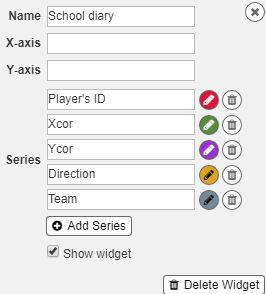 Name School diary
X-axis
Y-axis
Player's ID
Xcor
Series Ycor
Direction
Team
Add Series
Show widget
Delete Widget